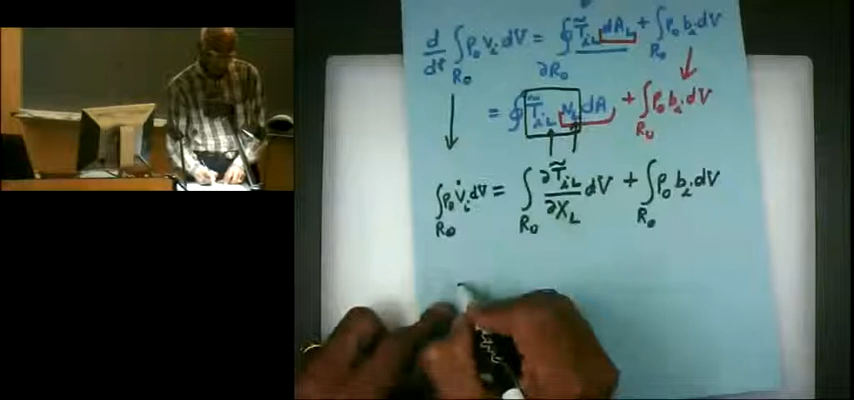 d/dt ∫_{R₀} ρ₀ v_i dV = ∮_{∂R₀} T̃_{iL} dA_L + ∫_{R₀} ρ₀ b_i dV
= ∮ T̃_{iL} N_L dA + ∫_{R₀} ρ₀ b_i dV
∫_{R₀} ρ₀ v̇_i dV = ∫_{R₀} ∂T̃_{iL}/∂X_L dV + ∫_{R₀} ρ₀ b_i dV